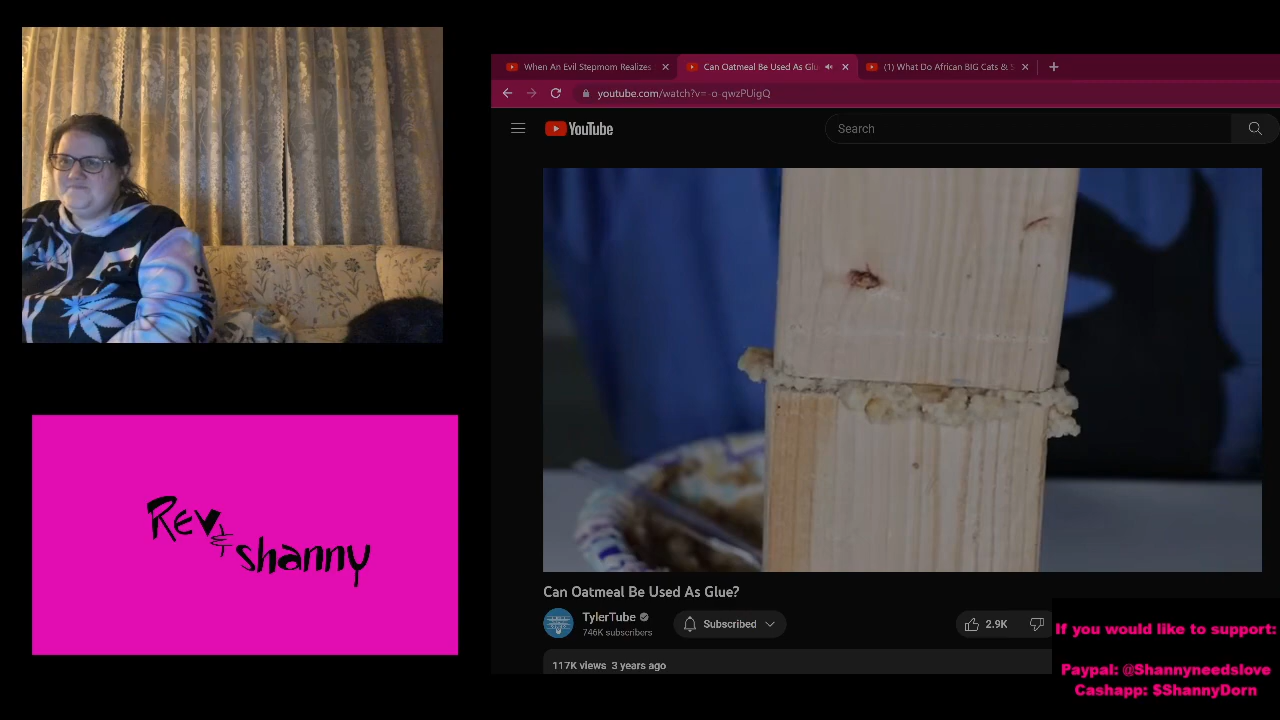 When An Evil Stepmom Realizes
Can Oatmeal Be Used As Glu
(1) What Do African BIG Cats &
youtube.com/watch?v=-o-qwzPUigQ
YouTube
Search
Can Oatmeal Be Used As Glue?
TylerTube
746K subscribers
Subscribed
2.9K
117K views 3 years ago
Rev
&
Shanny
If you would like to support:
Paypal: @Shannyneedslove
Cashapp: $ShannyDorn